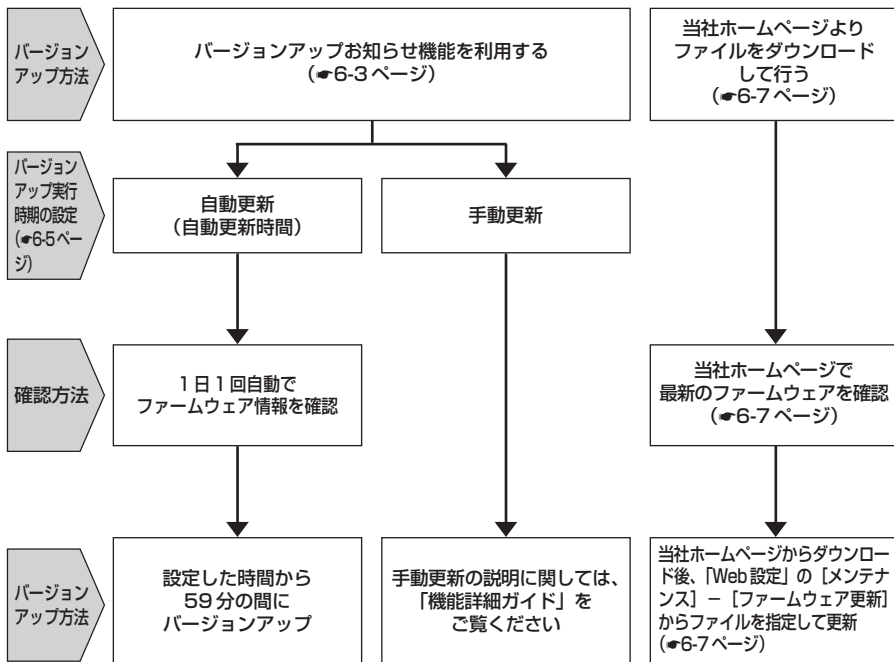 バージョン
アップ方法
バージョンアップお知らせ機能を利用する
(☛6-3ページ)
当社ホームページより
ファイルをダウンロード
して行う
(☛6-7ページ)
バージョン
アップ実行
時期の設定
(☛6-5ペー
ジ)
自動更新
(自動更新時間)
手動更新
確認方法
1日1回自動で
ファームウェア情報を確認
当社ホームページで
最新のファームウェアを確認
(☛6-7ページ)
バージョン
アップ方法
設定した時間から
59分の間に
バージョンアップ
手動更新の説明に関しては、
「機能詳細ガイド」を
ご覧ください
当社ホームページからダウンロー
ド後、「Web設定」の[メンテナ
ンス]-[ファームウェア更新]
からファイルを指定して更新
(☛6-7ページ)